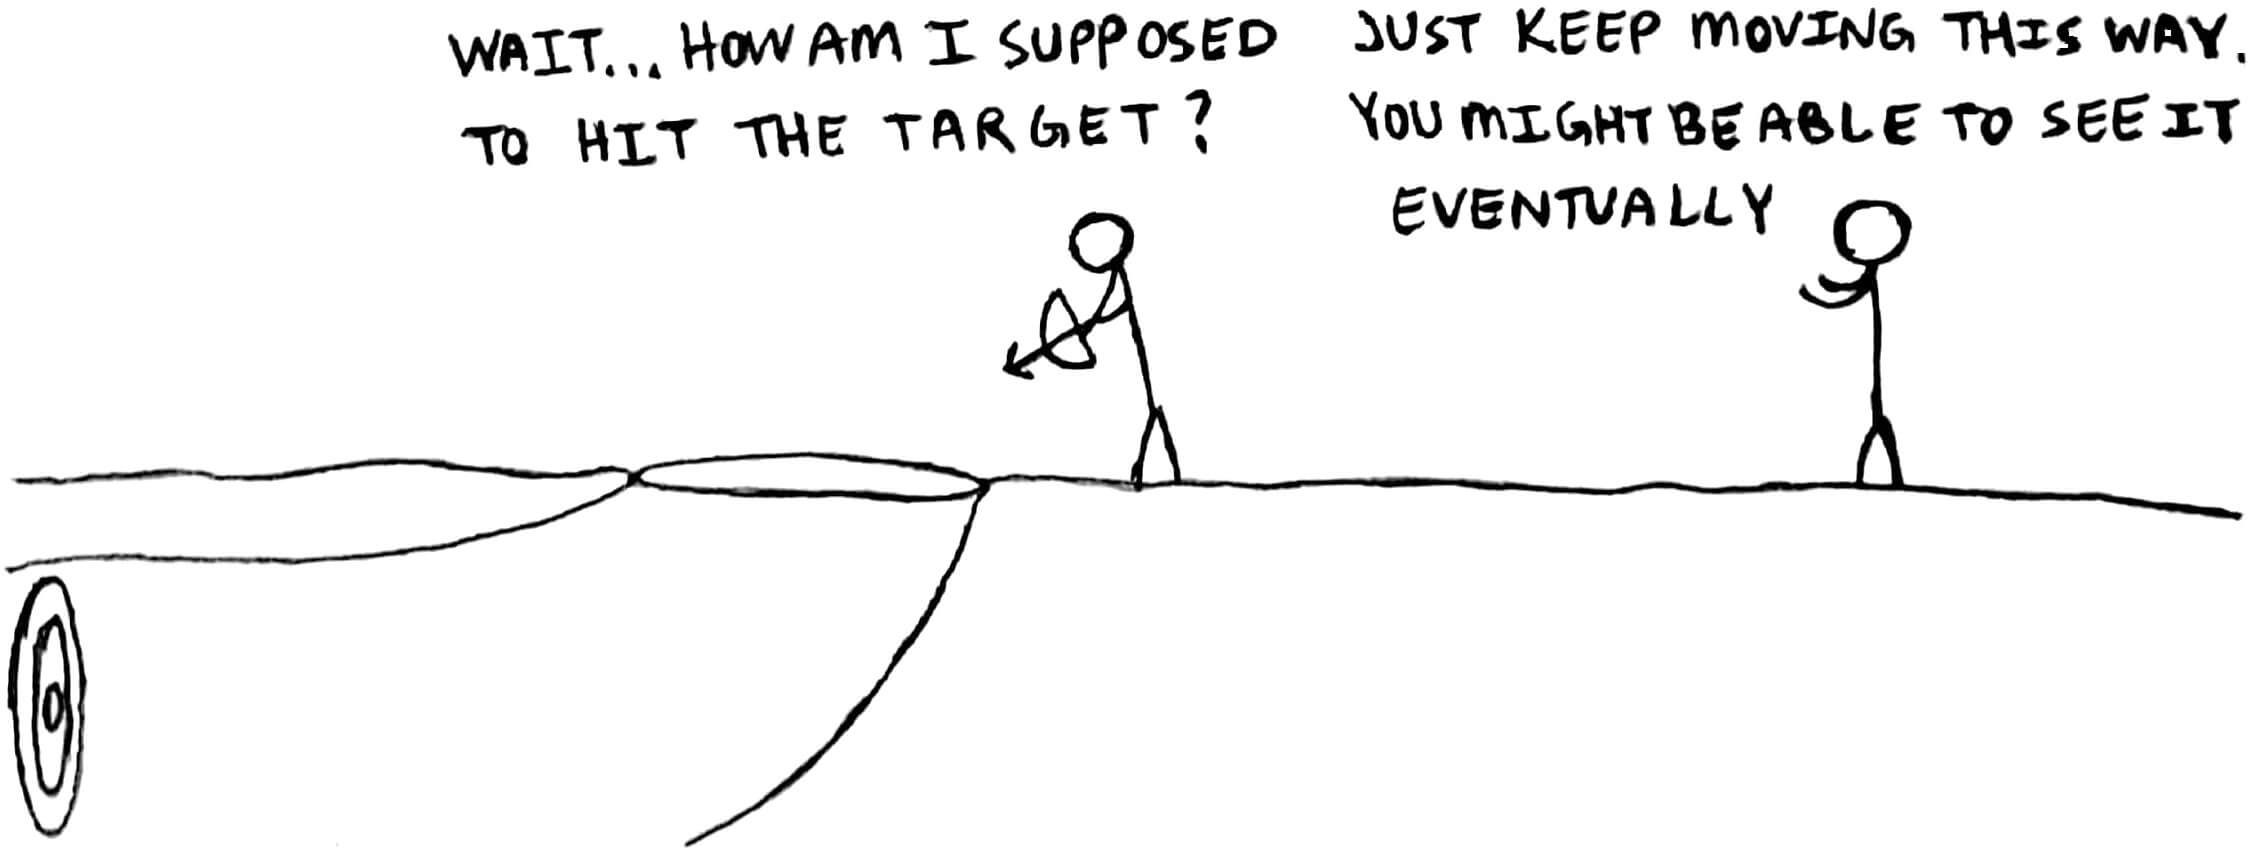 WAIT... HOW AM I SUPPOSED
TO HIT THE TARGET?
JUST KEEP MOVING THIS WAY.
YOU MIGHT BE ABLE TO SEE IT
EVENTUALLY